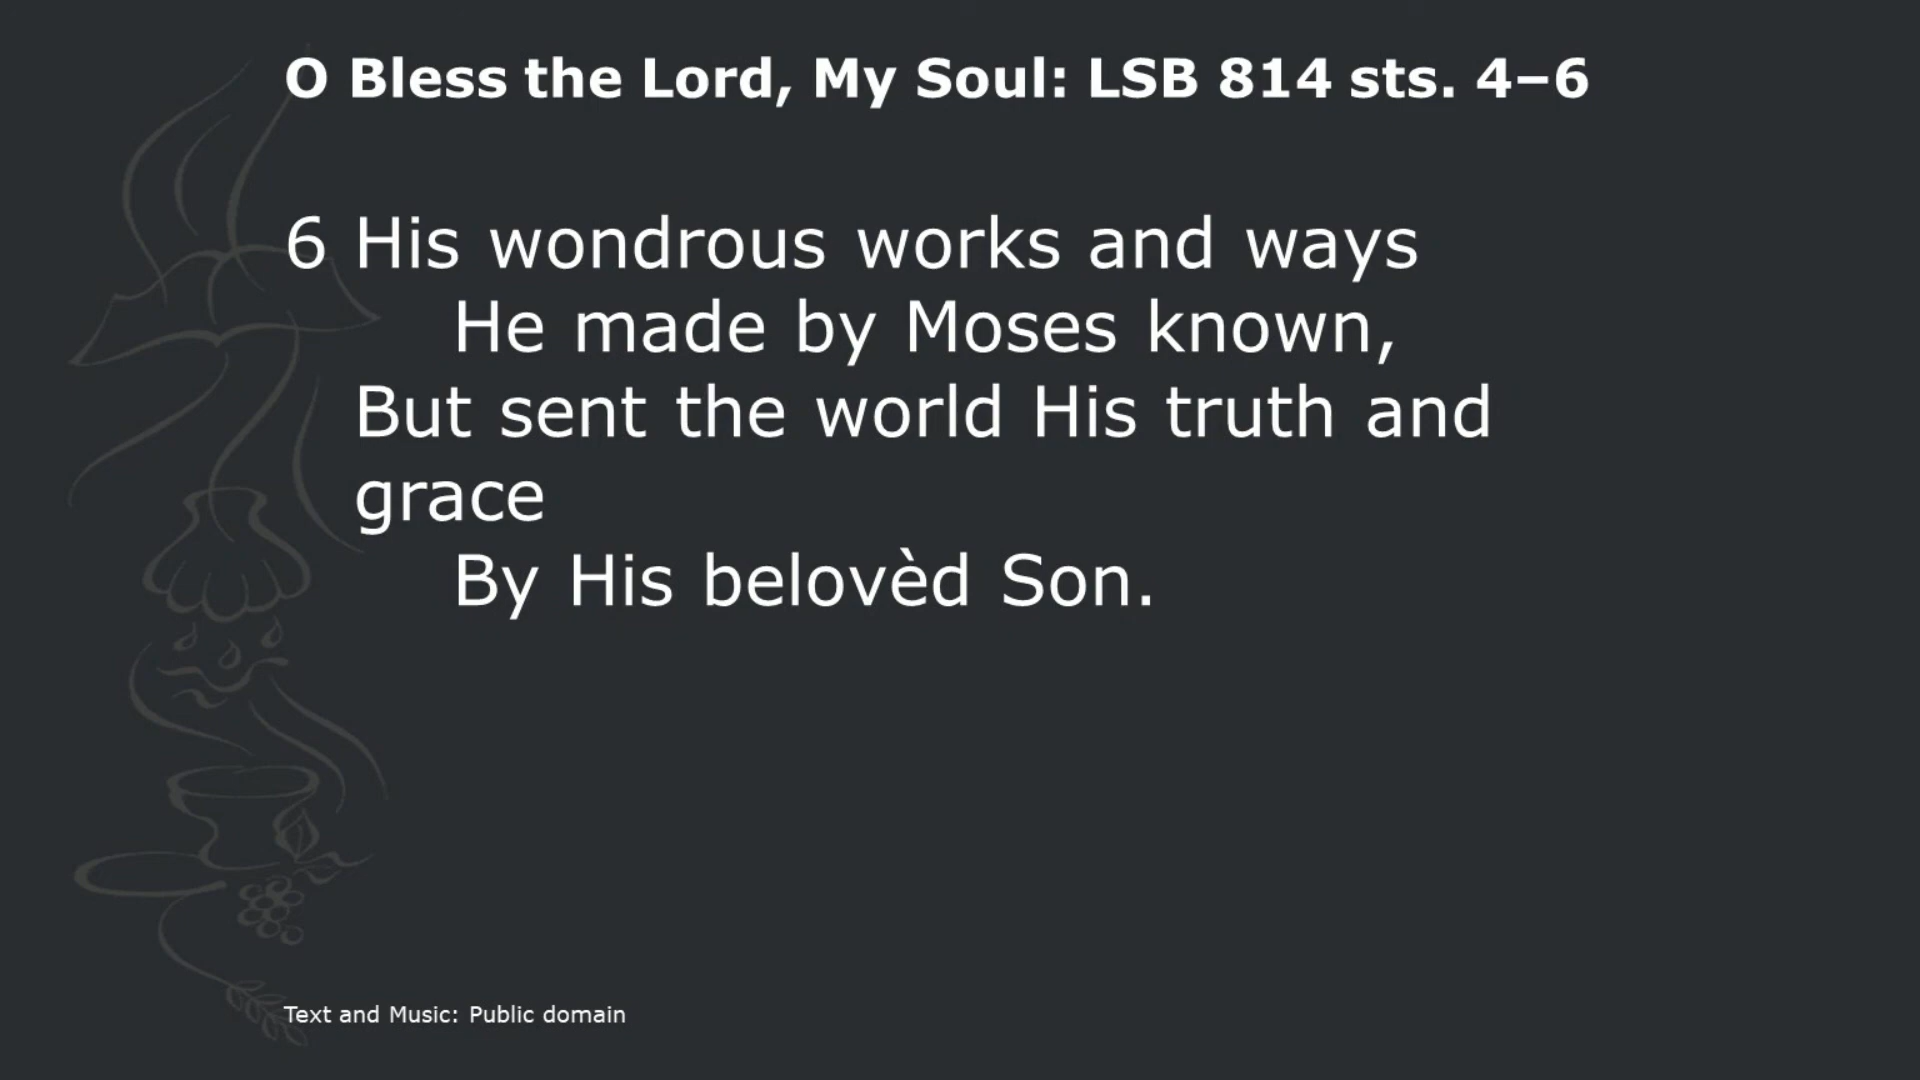 O Bless the Lord, My Soul: LSB 814 sts. 4–6
6 His wondrous works and ways
He made by Moses known,
But sent the world His truth and
grace
By His belovèd Son.
Text and Music: Public domain